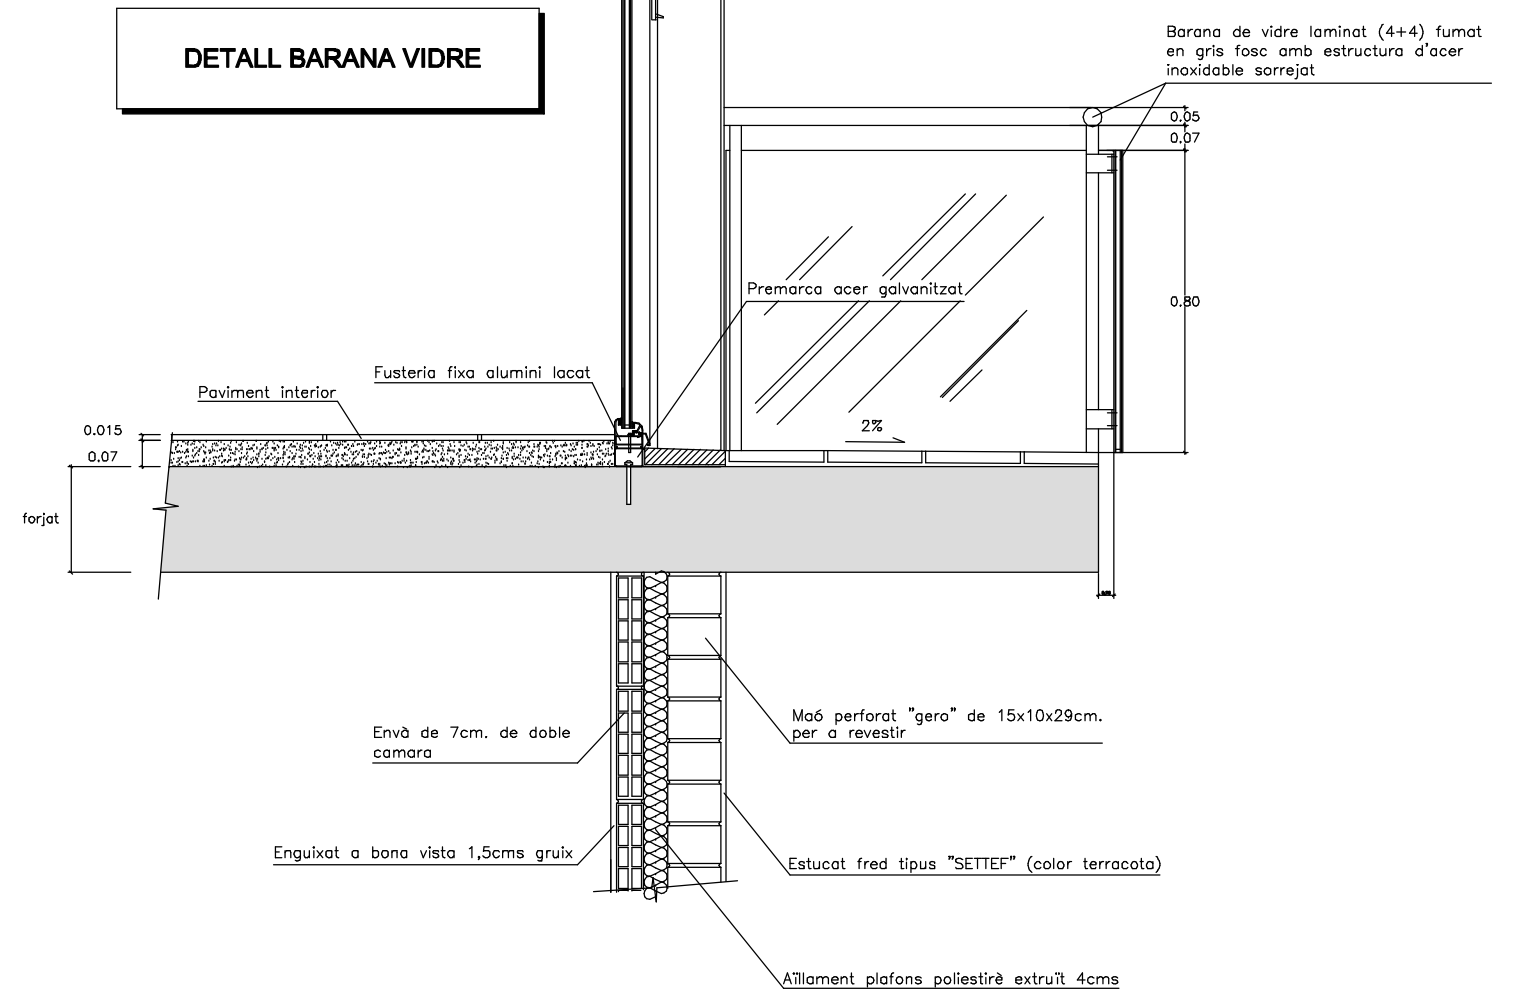 DETALL BARANA VIDRE
Barana de vidre laminat (4+4) fumat
en gris fosc amb estructura d'acer
inoxidable sorrejat
0.05
0.07
0.80
Premarca acer galvanitzat
Fusteria fixa alumini lacat
Paviment interior
2%
0.015
0.07
forjat
Maó perforat "gero" de 15x10x29cm.
per a revestir
Envà de 7cm. de doble
camara
Enguixat a bona vista 1,5cms gruix
Estucat fred tipus "SETTEF" (color terracota)
Aïllament plafons poliestirè extruït 4cms